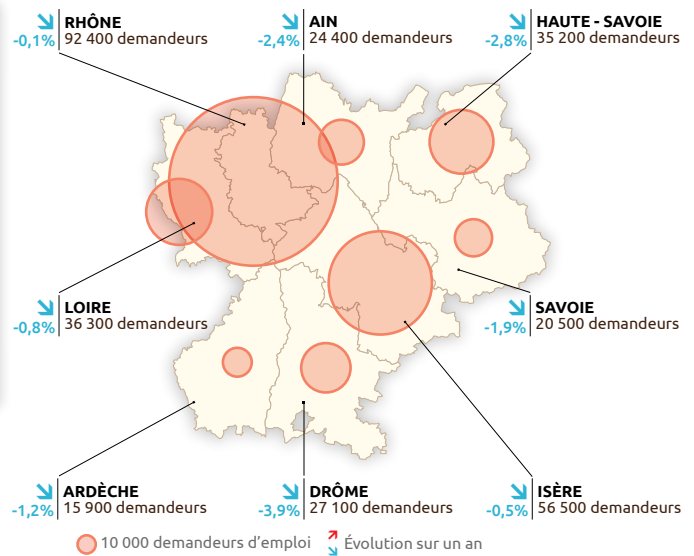 RHÔNE
-0,1% 92 400 demandeurs
AIN
-2,4% 24 400 demandeurs
HAUTE - SAVOIE
-2,8% 35 200 demandeurs
LOIRE
-0,8% 36 300 demandeurs
SAVOIE
-1,9% 20 500 demandeurs
ARDÈCHE
-1,2% 15 900 demandeurs
DRÔME
-3,9% 27 100 demandeurs
ISÈRE
-0,5% 56 500 demandeurs
10 000 demandeurs d'emploi
Évolution sur un an